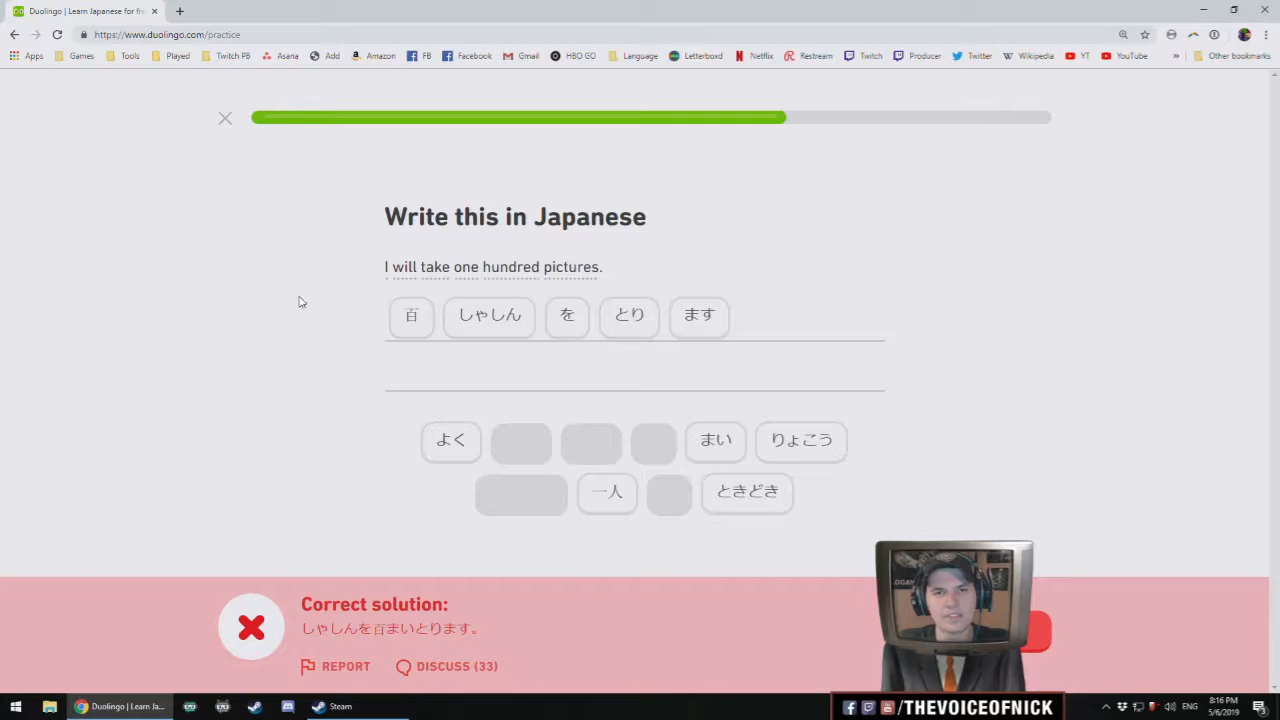 Duolingo | Learn Japanese for fre
https://www.duolingo.com/practice
Apps Games Tools Played Twitch PB Asana Add Amazon FB Facebook Gmail HBO GO Language Letterboxd Netflix Restream Twitch Producer Twitter Wikipedia YT YouTube » Other bookmarks
Write this in Japanese
I will take one hundred pictures.
百 しゃしん を とり ます
よく まい りょこう
一人 ときどき
Correct solution:
しゃしんを百まいとります。
REPORT DISCUSS (33)
/THEVOICEOFNICK
Duolingo | Learn Ja... Steam ENG 8:16 PM
5/6/2019